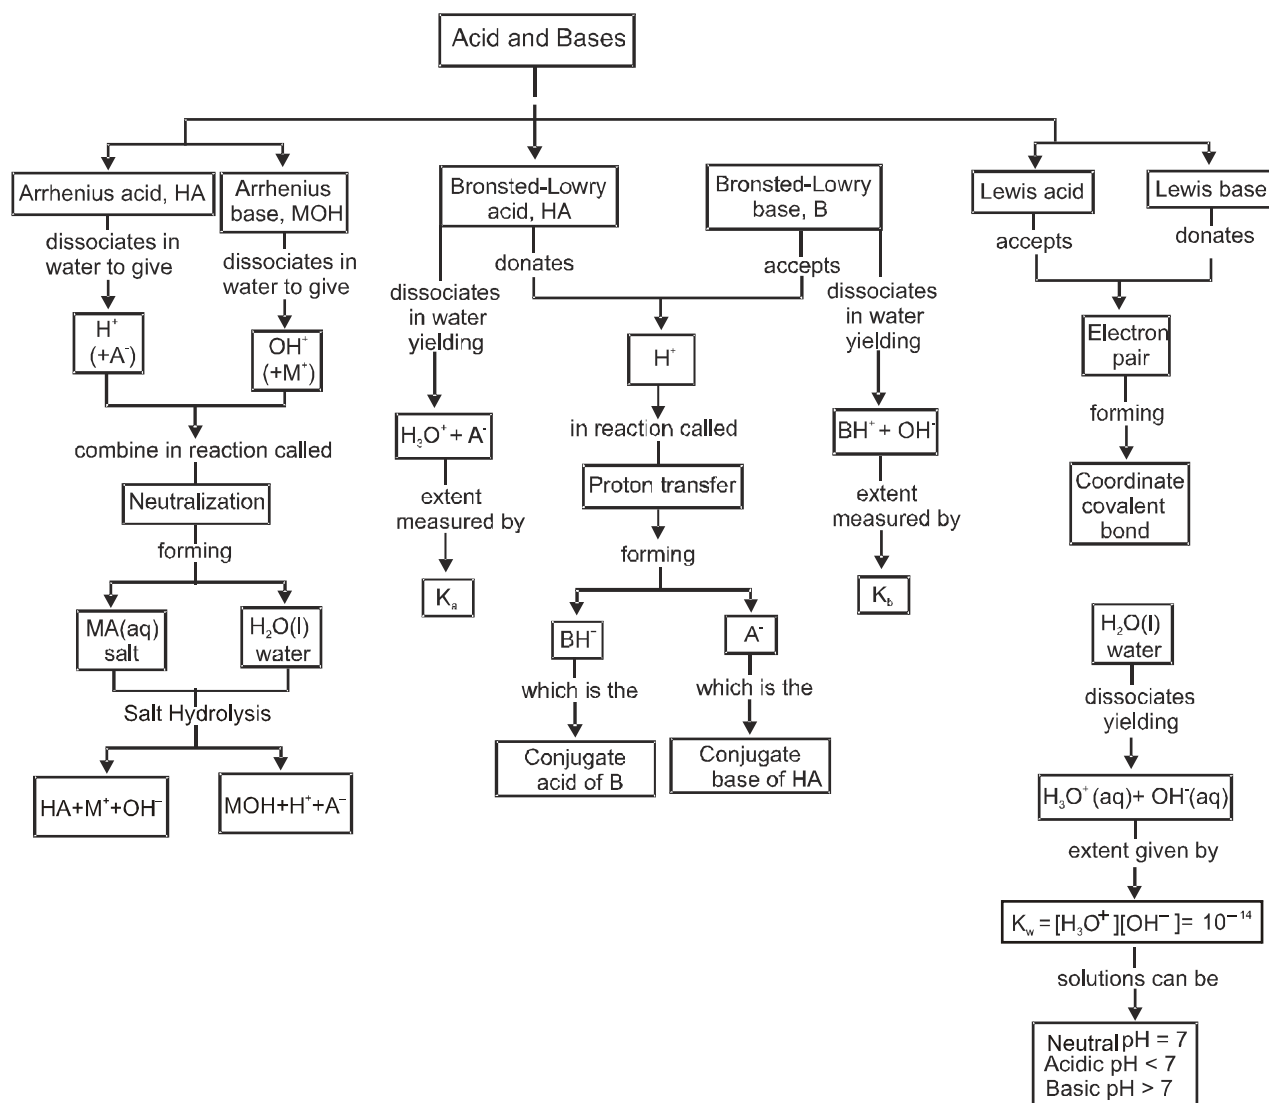 Acid and Bases
Arrhenius acid, HA
Arrhenius
base, MOH
Bronsted-Lowry
acid, HA
Bronsted-Lowry
base, B
Lewis acid
Lewis base
dissociates in
water to give
dissociates in
water to give
dissociates
in water
yielding
donates
accepts
dissociates
in water
yielding
accepts
donates
H⁺
(+A⁻)
OH⁺
(+M⁺)
H⁺
Electron
pair
combine in reaction called
H₃O⁺ + A⁻
in reaction called
BH⁺ + OH⁻
forming
Neutralization
extent
measured by
Proton transfer
extent
measured by
Coordinate
covalent
bond
forming
Kₐ
forming
K_b
MA(aq)
salt
H₂O(l)
water
BH⁻
A⁻
H₂O(l)
water
Salt Hydrolysis
which is the
which is the
dissociates
yielding
HA+M⁺+OH⁻
MOH+H⁺+A⁻
Conjugate
acid of B
Conjugate
base of HA
H₃O⁺ (aq)+ OH⁻(aq)
extent given by
K_w = [H₃O⁺][OH⁻]= 10⁻¹⁴
solutions can be
Neutral pH = 7
Acidic pH < 7
Basic pH > 7